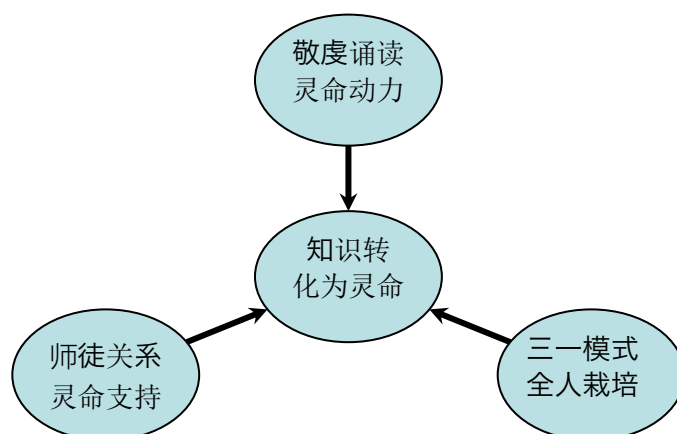 敬虔诵读
灵命动力
知识转
化为灵命
师徒关系
灵命支持
三一模式
全人栽培